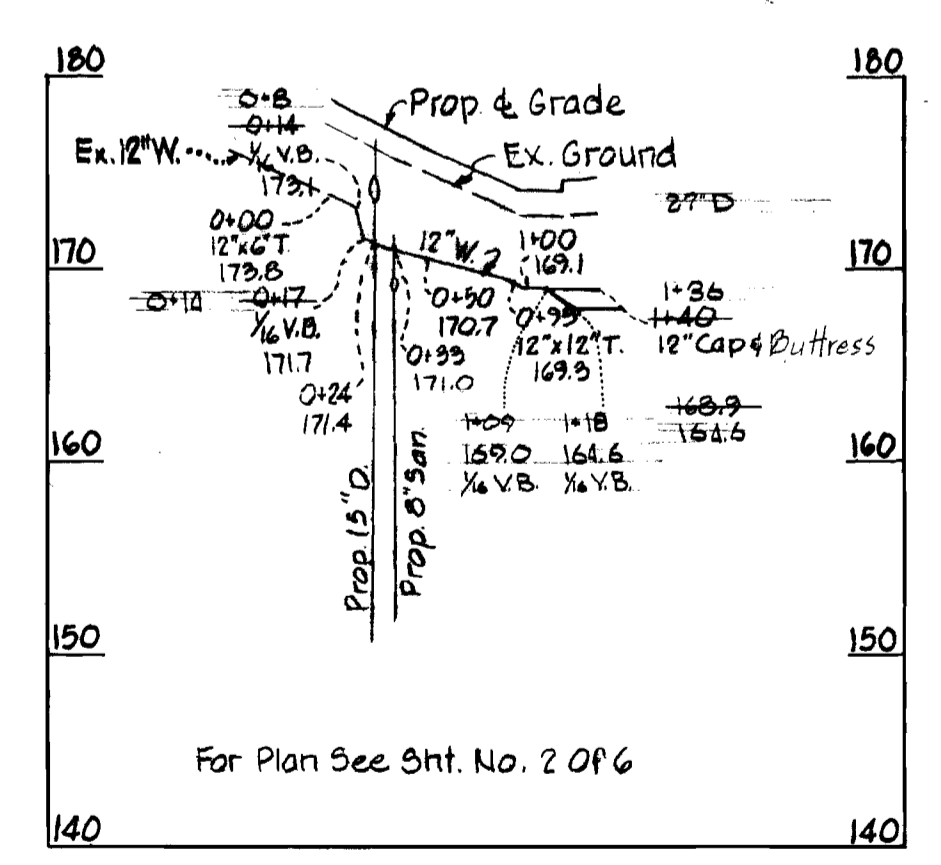 180
180
0+8
0+14
1/16 V.B.
173.1
Prop. ₵ Grade
Ex. 12" W.
Ex. Ground
27" D
0+00
12"x6" T.
173.8
170
12" W.
1+00
169.1
170
0+10
0+17
1/16 V.B.
171.7
0+50
170.7
0+99
12"x12" T.
169.3
1+36
1+40
12" Cap & Buttress
0+33
171.0
0+24
171.4
168.9
164.6
1+09
169.0
1/16 V.B.
1+18
164.6
1/16 V.B.
160
160
Prop. 15" D.
Prop. 8" San.
150
150
For Plan See Sht. No. 2 Of 6
140
140